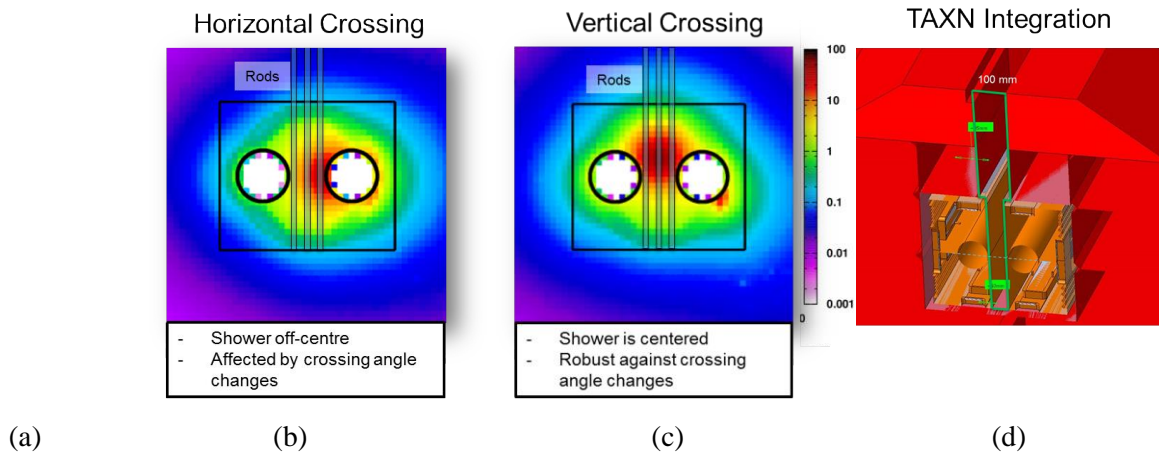 Horizontal Crossing
Vertical Crossing
TAXN Integration
Rods
Rods
100
10
1
0.1
0.01
0.001
0
100 mm
- Shower off-centre
- Affected by crossing angle
changes
- Shower is centered
- Robust against crossing
angle changes
(a)
(b)
(c)
(d)